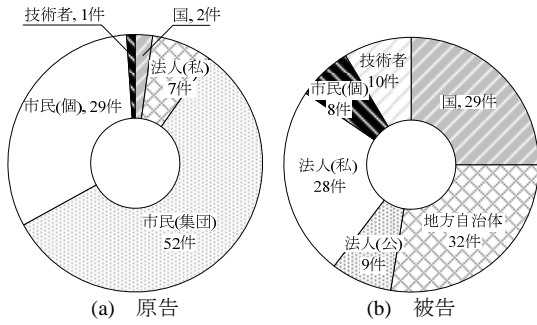 技術者, 1件
国, 2件
法人(私)
7件
市民(個), 29件
市民(集団)
52件
(a) 原告
技術者
10件
国, 29件
市民(個)
8件
法人(私)
28件
地方自治体
32件
法人(公)
9件
(b) 被告